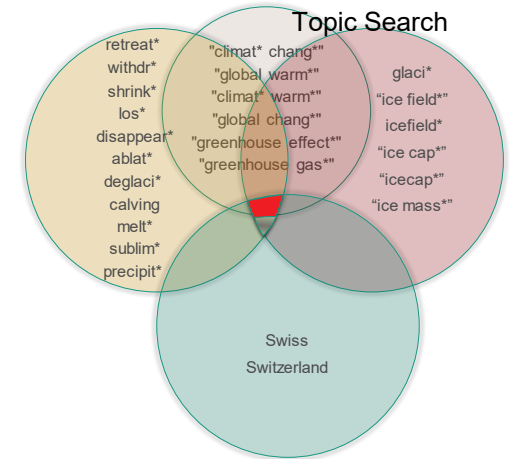 Topic Search
retreat*
withdr*
shrink*
los*
disappear*
ablat*
deglaci*
calving
melt*
sublim*
precipit*
"climat* chang*"
"global warm*"
"climat* warm*"
"global chang*"
"greenhouse effect*"
"greenhouse gas*"
glaci*
“ice field*”
icefield*
“ice cap*”
“icecap*”
“ice mass*”
Swiss
Switzerland